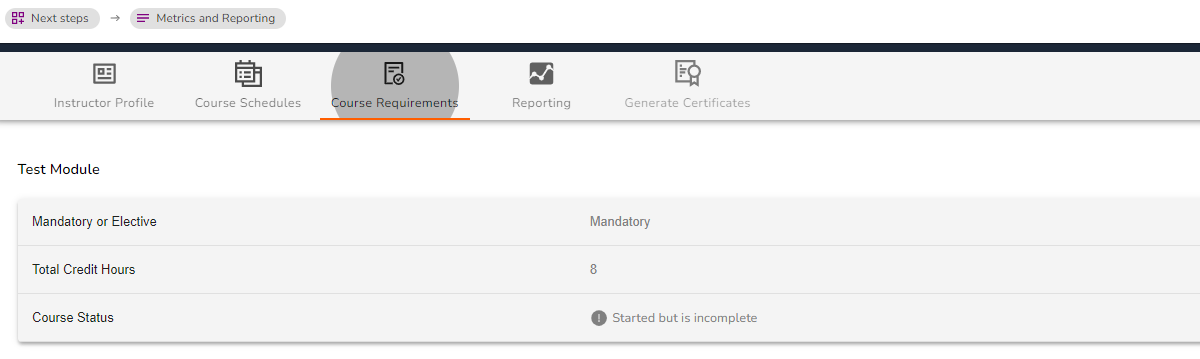 Next steps → Metrics and Reporting
Instructor Profile Course Schedules Course Requirements Reporting Generate Certificates
Test Module
Mandatory or Elective Mandatory
Total Credit Hours 8
Course Status Started but is incomplete